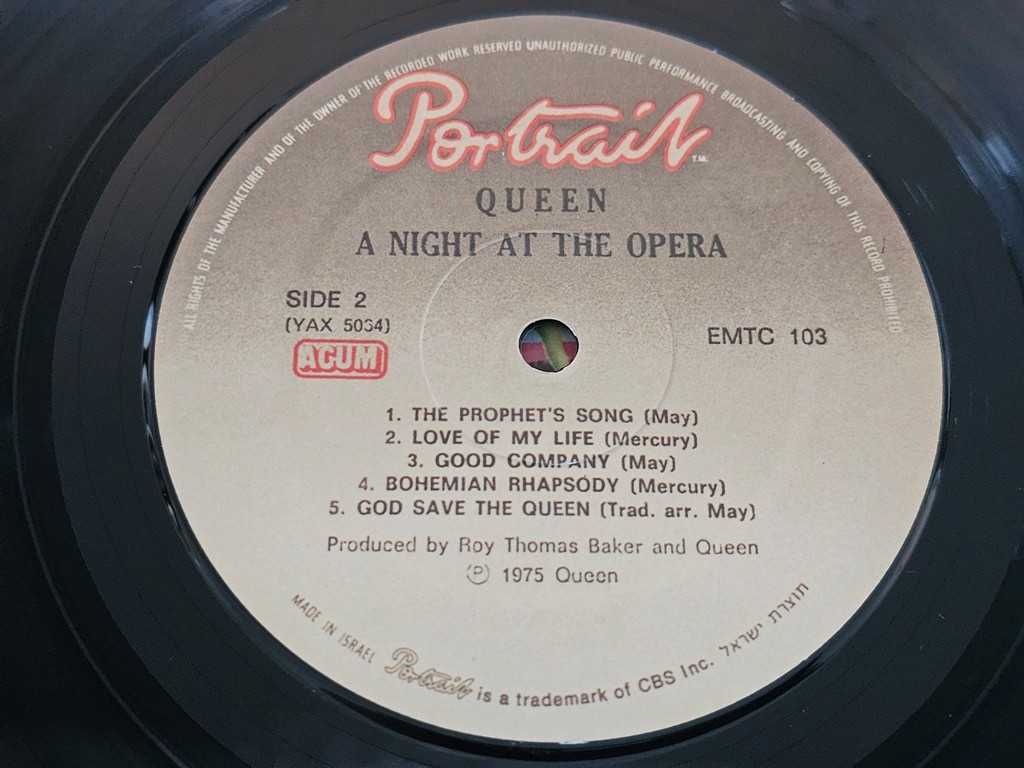 ALL RIGHTS OF THE MANUFACTURER AND OF THE OWNER OF THE RECORDED WORK RESERVED UNAUTHORIZED PUBLIC PERFORMANCE BROADCASTING AND COPYING OF THIS RECORD PROHIBITED
Portrait T.M.
QUEEN
A NIGHT AT THE OPERA
SIDE 2
(YAX 5034)
ACUM
EMTC 103
1. THE PROPHET'S SONG (May)
2. LOVE OF MY LIFE (Mercury)
3. GOOD COMPANY (May)
4. BOHEMIAN RHAPSODY (Mercury)
5. GOD SAVE THE QUEEN (Trad. arr. May)
Produced by Roy Thomas Baker and Queen
Ⓟ 1975 Queen
MADE IN ISRAEL Portrait is a trademark of CBS Inc. תוצרת ישראל